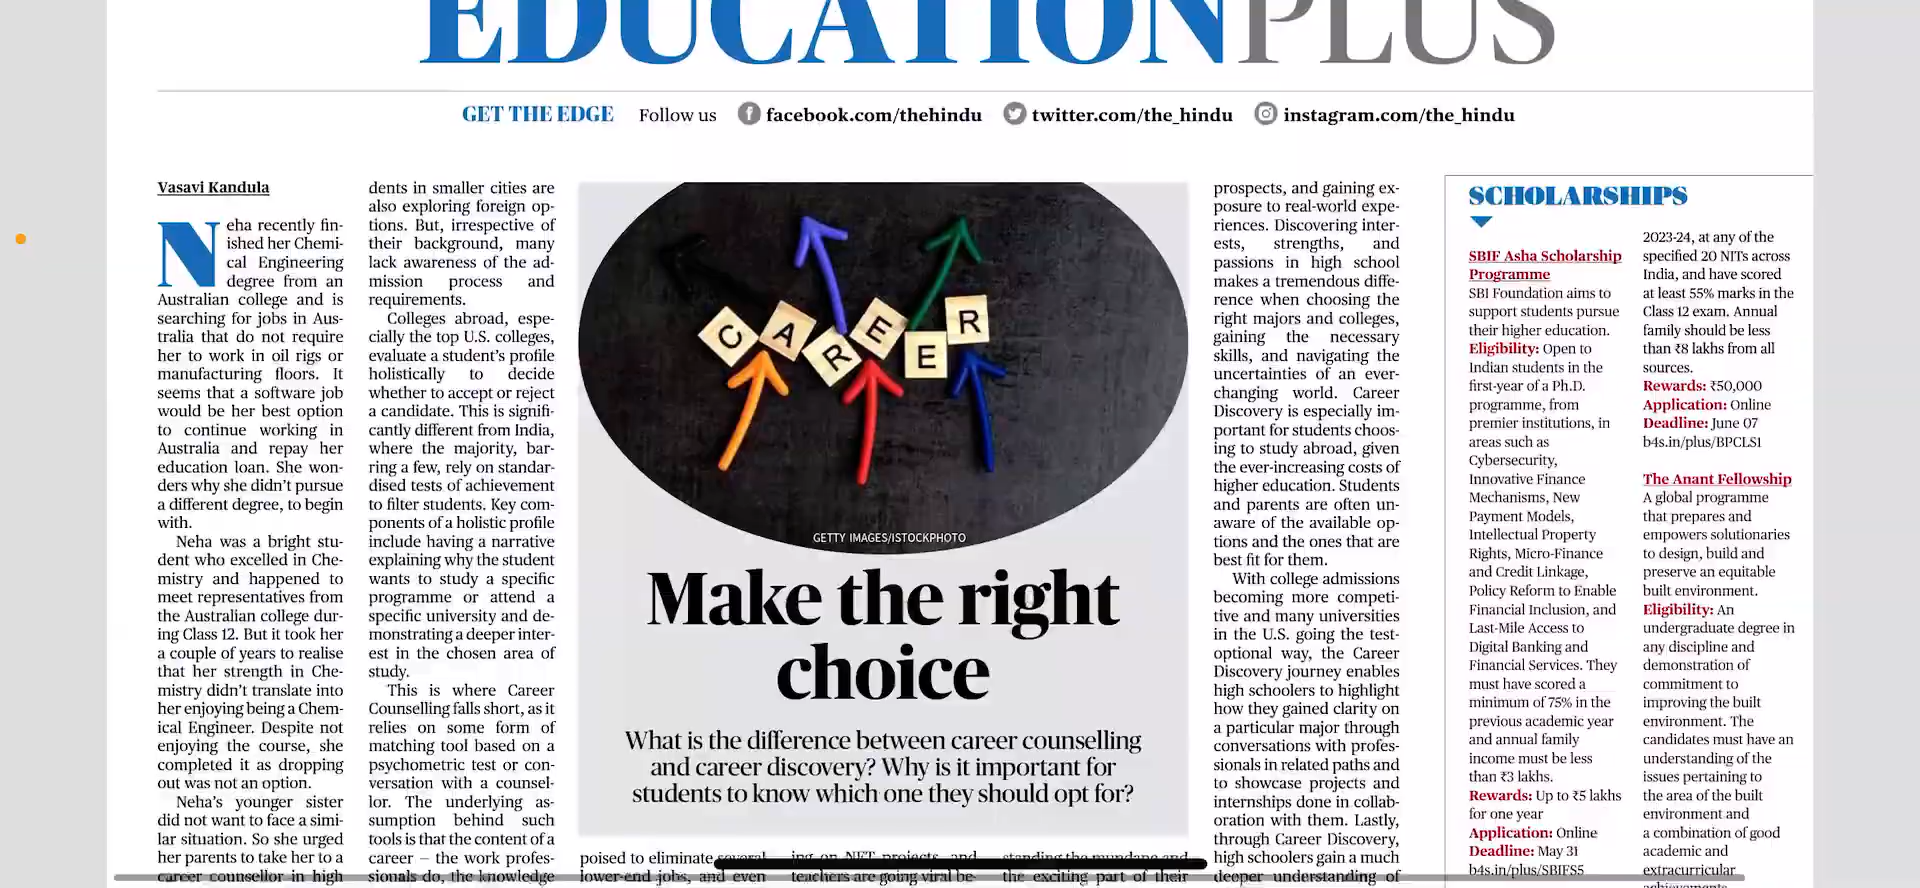 EDUCATIONPLUS
GET THE EDGE Follow us facebook.com/thehindu twitter.com/the_hindu instagram.com/the_hindu
Vasavi Kandula
Neha recently fin-
ished her Chemi-
cal Engineering
degree from an
Australian college and is
searching for jobs in Aus-
tralia that do not require
her to work in oil rigs or
manufacturing floors. It
seems that a software job
would be her best option
to continue working in
Australia and repay her
education loan. She won-
ders why she didn't pursue
a different degree, to begin
with.
Neha was a bright stu-
dent who excelled in Che-
mistry and happened to
meet representatives from
the Australian college dur-
ing Class 12. But it took her
a couple of years to realise
that her strength in Che-
mistry didn't translate into
her enjoying being a Chem-
ical Engineer. Despite not
enjoying the course, she
completed it as dropping
out was not an option.
Neha's younger sister
did not want to face a simi-
lar situation. So she urged
her parents to take her to a
career counsellor in high
dents in smaller cities are
also exploring foreign op-
tions. But, irrespective of
their background, many
lack awareness of the ad-
mission process and
requirements.
Colleges abroad, espe-
cially the top U.S. colleges,
evaluate a student's profile
holistically to decide
whether to accept or reject
a candidate. This is signifi-
cantly different from India,
where the majority, bar-
ring a few, rely on standar-
dised tests of achievement
to filter students. Key com-
ponents of a holistic profile
include having a narrative
explaining why the student
wants to study a specific
programme or attend a
specific university and de-
monstrating a deeper inter-
est in the chosen area of
study.
This is where Career
Counselling falls short, as it
relies on some form of
matching tool based on a
psychometric test or con-
versation with a counsel-
lor. The underlying as-
sumption behind such
tools is that the content of a
career – the work profes-
sionals do, the knowledge
CAREER
GETTY IMAGES/ISTOCKPHOTO
Make the right
choice
What is the difference between career counselling
and career discovery? Why is it important for
students to know which one they should opt for?
poised to eliminate several
lower-end jobs, and even
ing on NFT projects, and
teachers are going viral be-
standing the mundane and
the exciting part of their
prospects, and gaining ex-
posure to real-world expe-
riences. Discovering inter-
ests, strengths, and
passions in high school
makes a tremendous diffe-
rence when choosing the
right majors and colleges,
gaining the necessary
skills, and navigating the
uncertainties of an ever-
changing world. Career
Discovery is especially im-
portant for students choos-
ing to study abroad, given
the ever-increasing costs of
higher education. Students
and parents are often un-
aware of the available op-
tions and the ones that are
best fit for them.
With college admissions
becoming more competi-
tive and many universities
in the U.S. going the test-
optional way, the Career
Discovery journey enables
high schoolers to highlight
how they gained clarity on
a particular major through
conversations with profes-
sionals in related paths and
to showcase projects and
internships done in collab-
oration with them. Lastly,
through Career Discovery,
high schoolers gain a much
deeper understanding of
SCHOLARSHIPS
SBIF Asha Scholarship
Programme
SBI Foundation aims to
support students pursue
their higher education.
Eligibility: Open to
Indian students in the
first-year of a Ph.D.
programme, from
premier institutions, in
areas such as
Cybersecurity,
Innovative Finance
Mechanisms, New
Payment Models,
Intellectual Property
Rights, Micro-Finance
and Credit Linkage,
Policy Reform to Enable
Financial Inclusion, and
Last-Mile Access to
Digital Banking and
Financial Services. They
must have scored a
minimum of 75% in the
previous academic year
and annual family
income must be less
than ₹3 lakhs.
Rewards: Up to ₹5 lakhs
for one year
Application: Online
Deadline: May 31
b4s.in/plus/SBIFS5
2023-24, at any of the
specified 20 NITs across
India, and have scored
at least 55% marks in the
Class 12 exam. Annual
family should be less
than ₹8 lakhs from all
sources.
Rewards: ₹50,000
Application: Online
Deadline: June 07
b4s.in/plus/BPCLS1
The Anant Fellowship
A global programme
that prepares and
empowers solutionaries
to design, build and
preserve an equitable
built environment.
Eligibility: An
undergraduate degree in
any discipline and
demonstration of
commitment to
improving the built
environment. The
candidates must have an
understanding of the
issues pertaining to
the area of the built
environment and
a combination of good
academic and
extracurricular